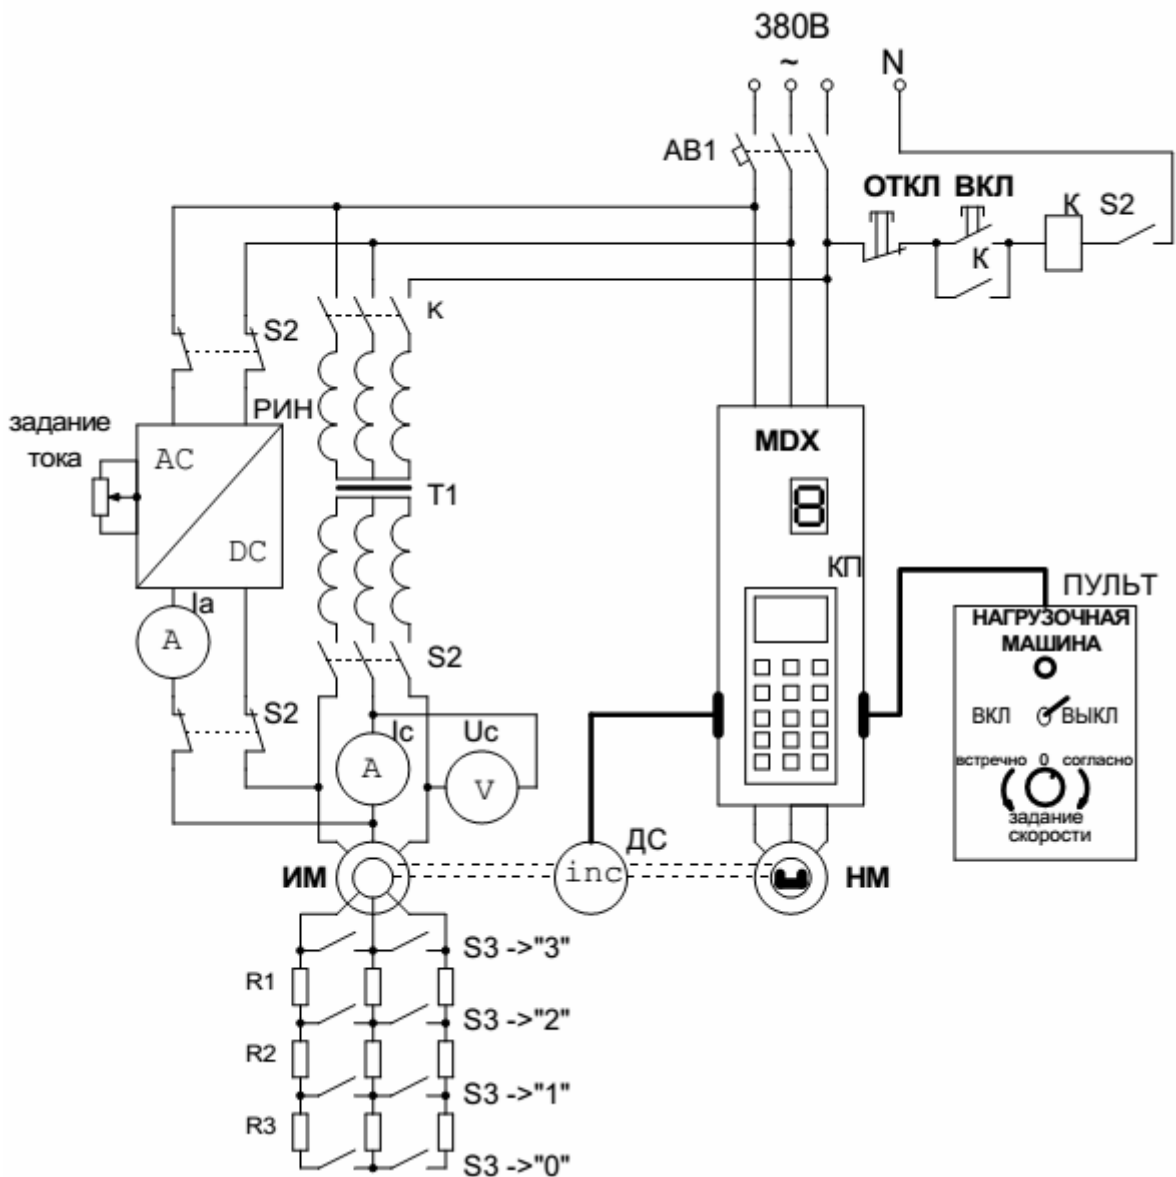 380В
~
N
АВ1
ОТКЛ ВКЛ
К S2
К
К
S2
РИН
задание
тока
AC
DC
Т1
MDX
8
КП
ПУЛЬТ
НАГРУЗОЧНАЯ
МАШИНА
ВКЛ ВЫКЛ
встречно 0 согласно
задание
скорости
Ia
A
S2
S2
Ic
A
Uc
V
ДС
inc
ИМ
НМ
S3 ->"3"
R1
S3 ->"2"
R2
S3 ->"1"
R3
S3 ->"0"